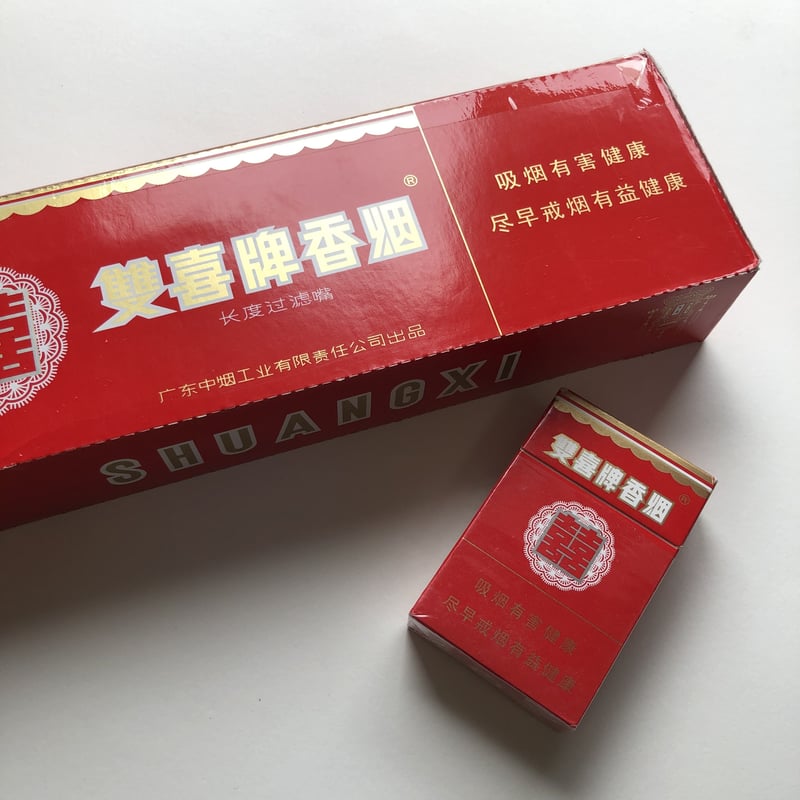 吸烟有害健康
尽早戒烟有益健康
雙喜牌香烟®
长度过滤嘴
广东中烟工业有限责任公司出品
SHUANGXI
囍
雙喜牌香烟®
囍
吸烟有害健康
尽早戒烟有益健康